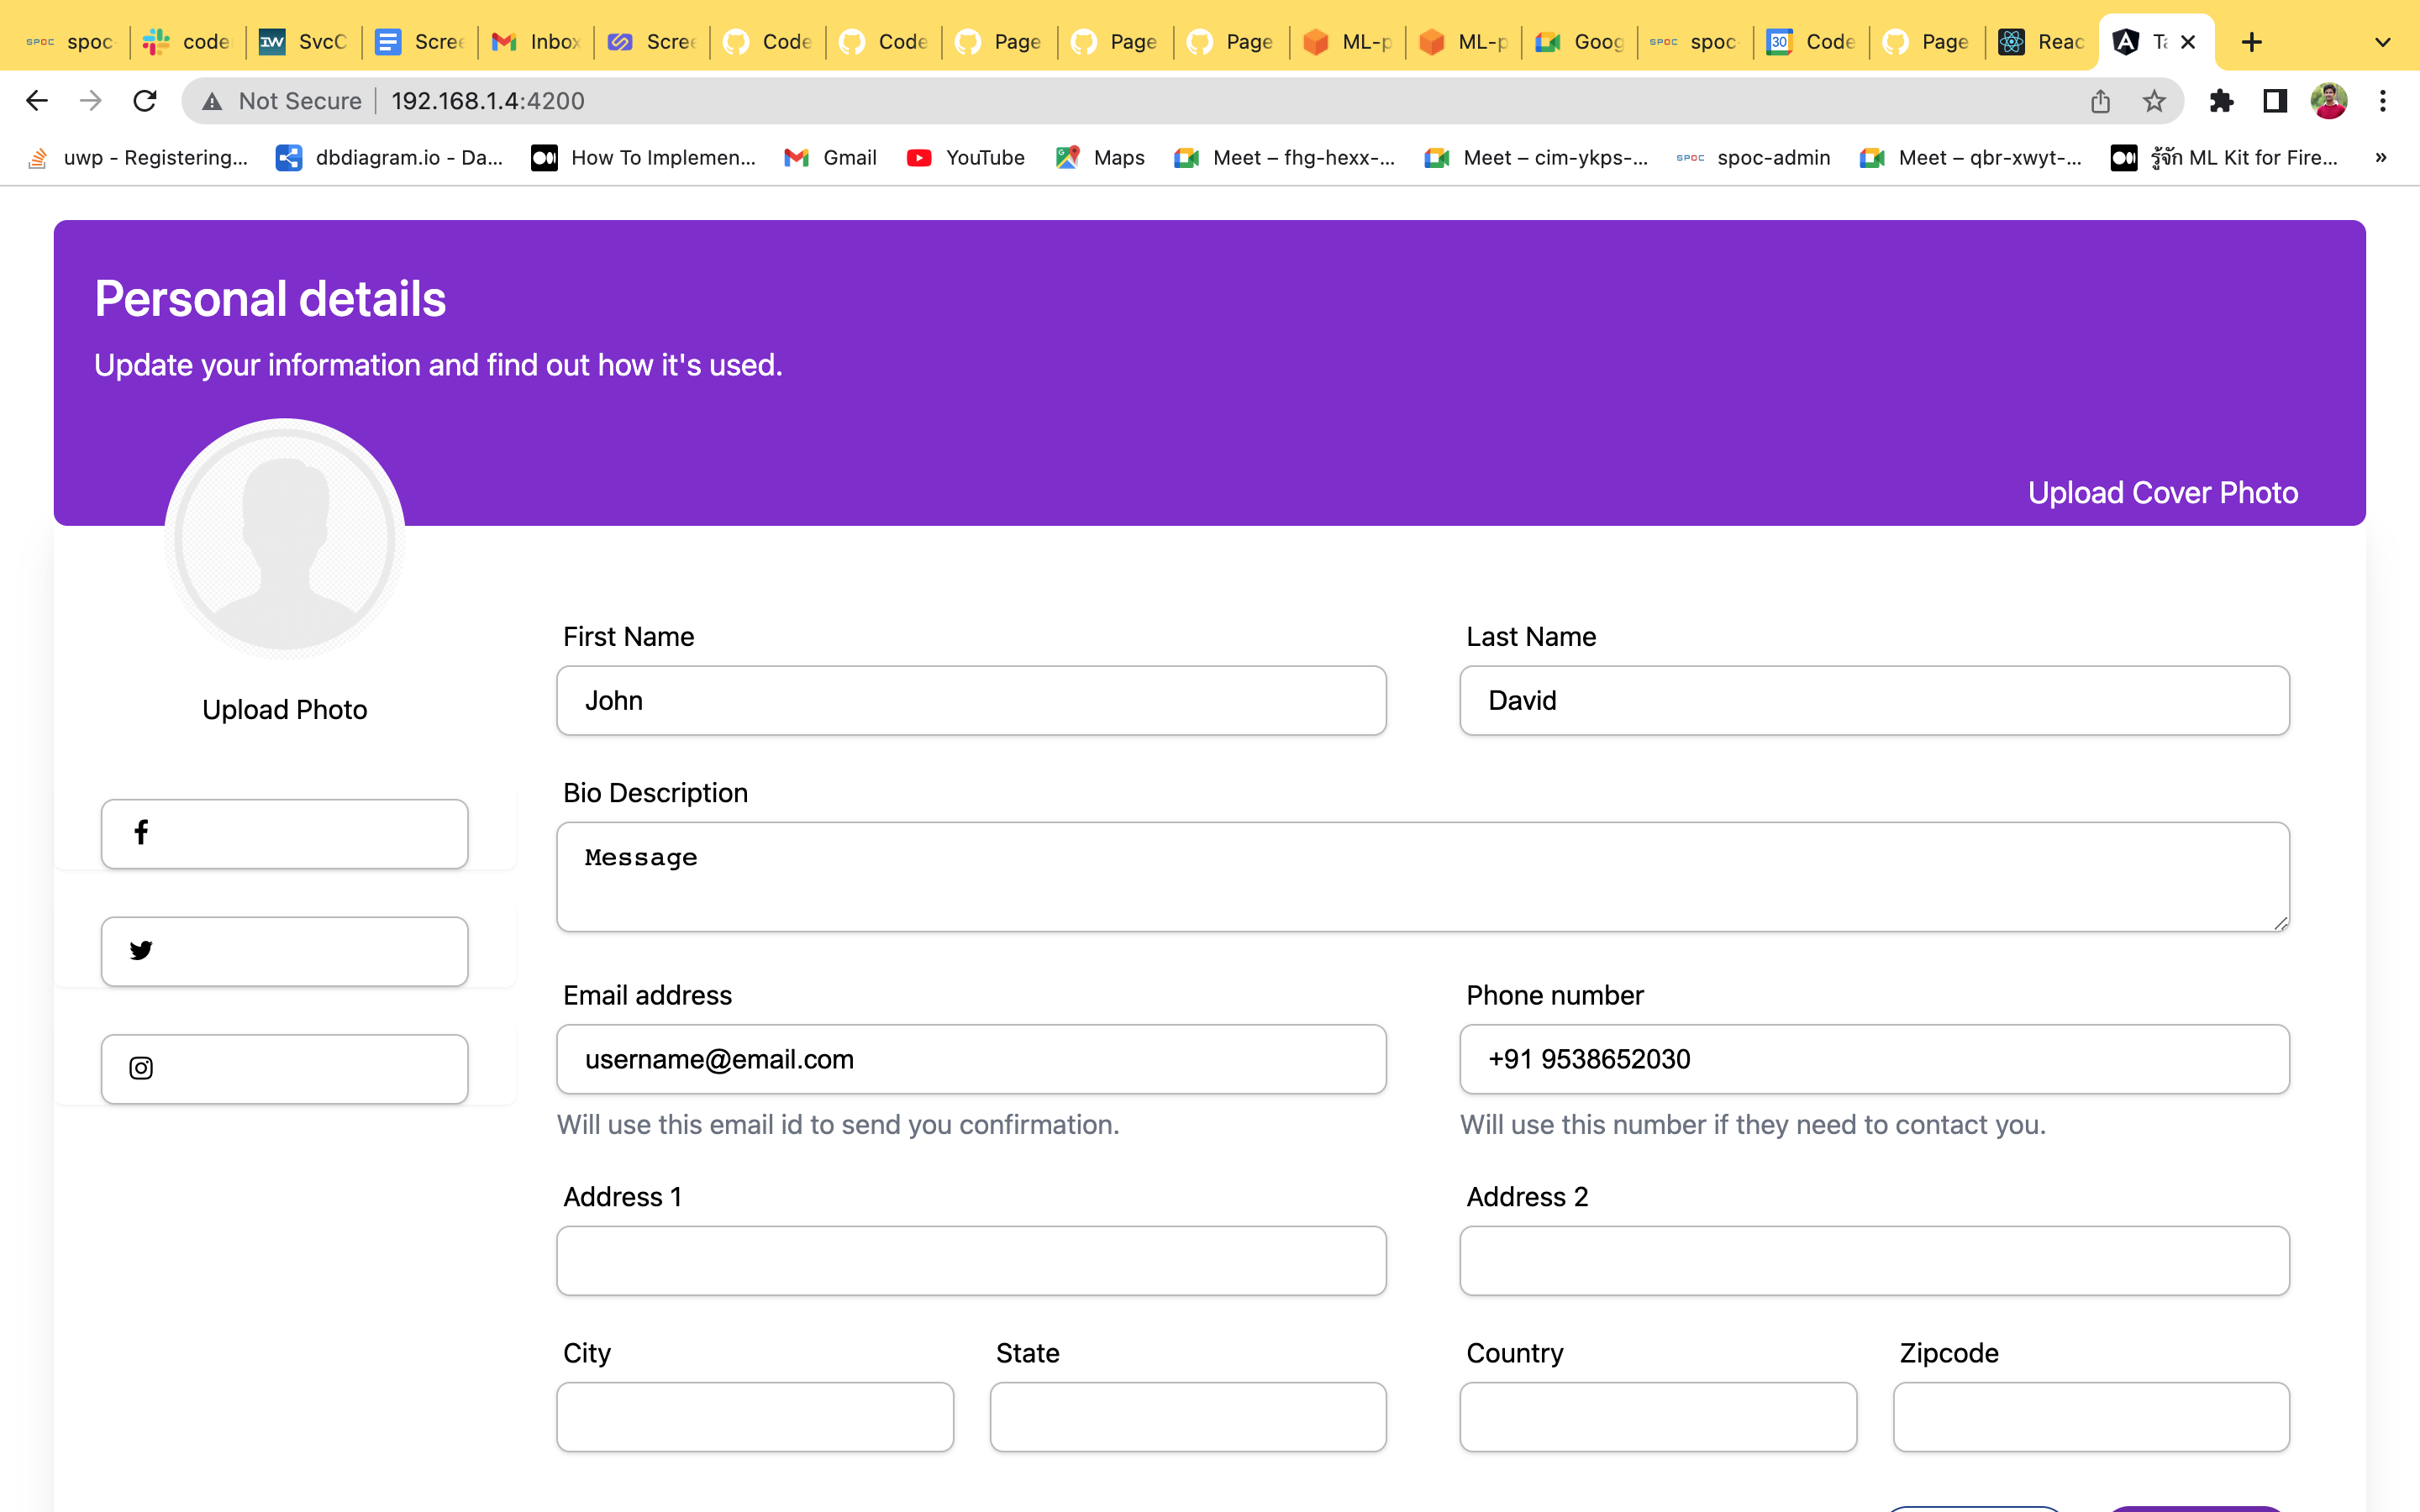 spoc code SvcC Scree Inbox Scree Code Code Page Page Page ML-p ML-p Goog spoc Code Page Reac Ta
Not Secure 192.168.1.4:4200
uwp - Registering... dbdiagram.io - Da... How To Implemen... Gmail YouTube Maps Meet – fhg-hexx-... Meet – cim-ykps-... spoc-admin Meet – qbr-xwyt-... รู้จัก ML Kit for Fire... »
Personal details
Update your information and find out how it's used.
Upload Cover Photo
Upload Photo
First Name
Last Name
John
David
Bio Description
Message
Email address
Phone number
username@email.com
+91 9538652030
Will use this email id to send you confirmation.
Will use this number if they need to contact you.
Address 1
Address 2
City
State
Country
Zipcode